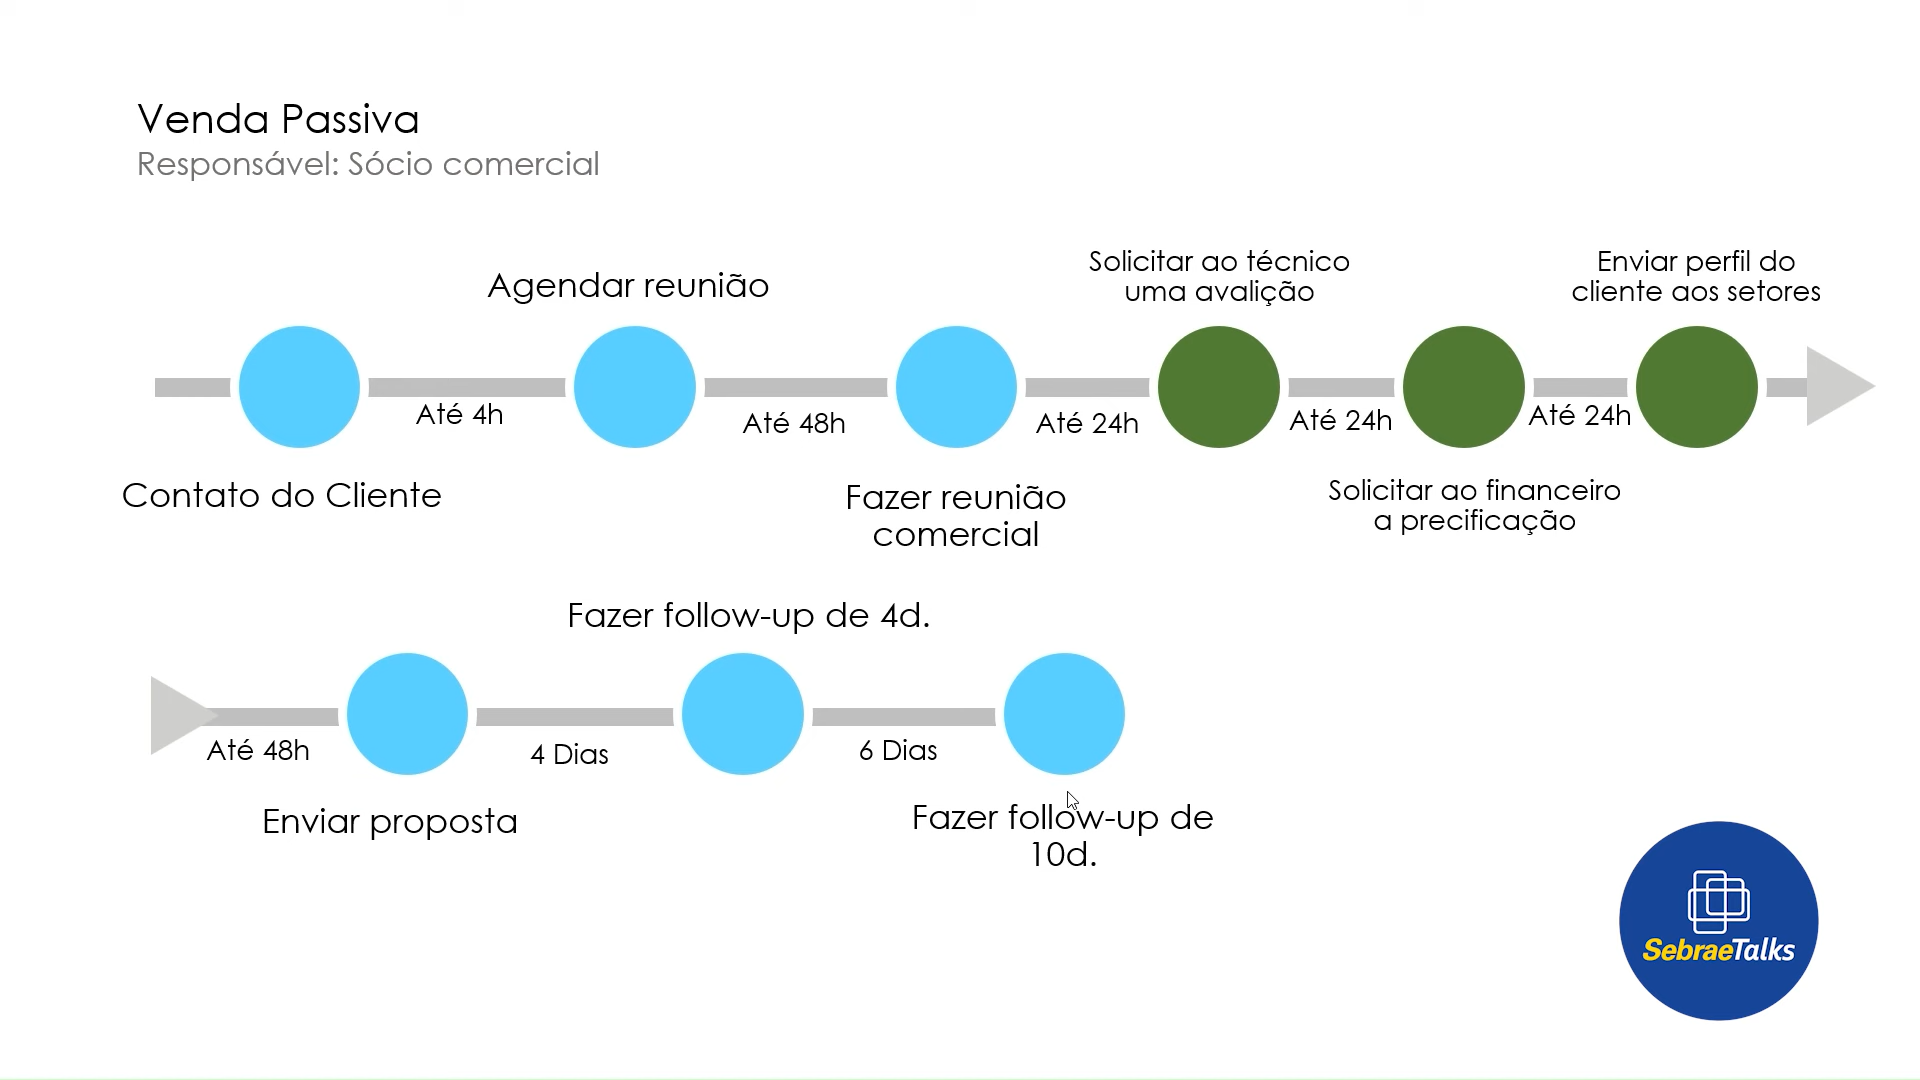 Venda Passiva
Responsável: Sócio comercial
Solicitar ao técnico
uma avalição
Enviar perfil do
cliente aos setores
Agendar reunião
Até 4h
Até 48h
Até 24h
Até 24h
Até 24h
Contato do Cliente
Fazer reunião
comercial
Solicitar ao financeiro
a precificação
Fazer follow-up de 4d.
Até 48h
4 Dias
6 Dias
Enviar proposta
Fazer follow-up de
10d.
SebraeTalks